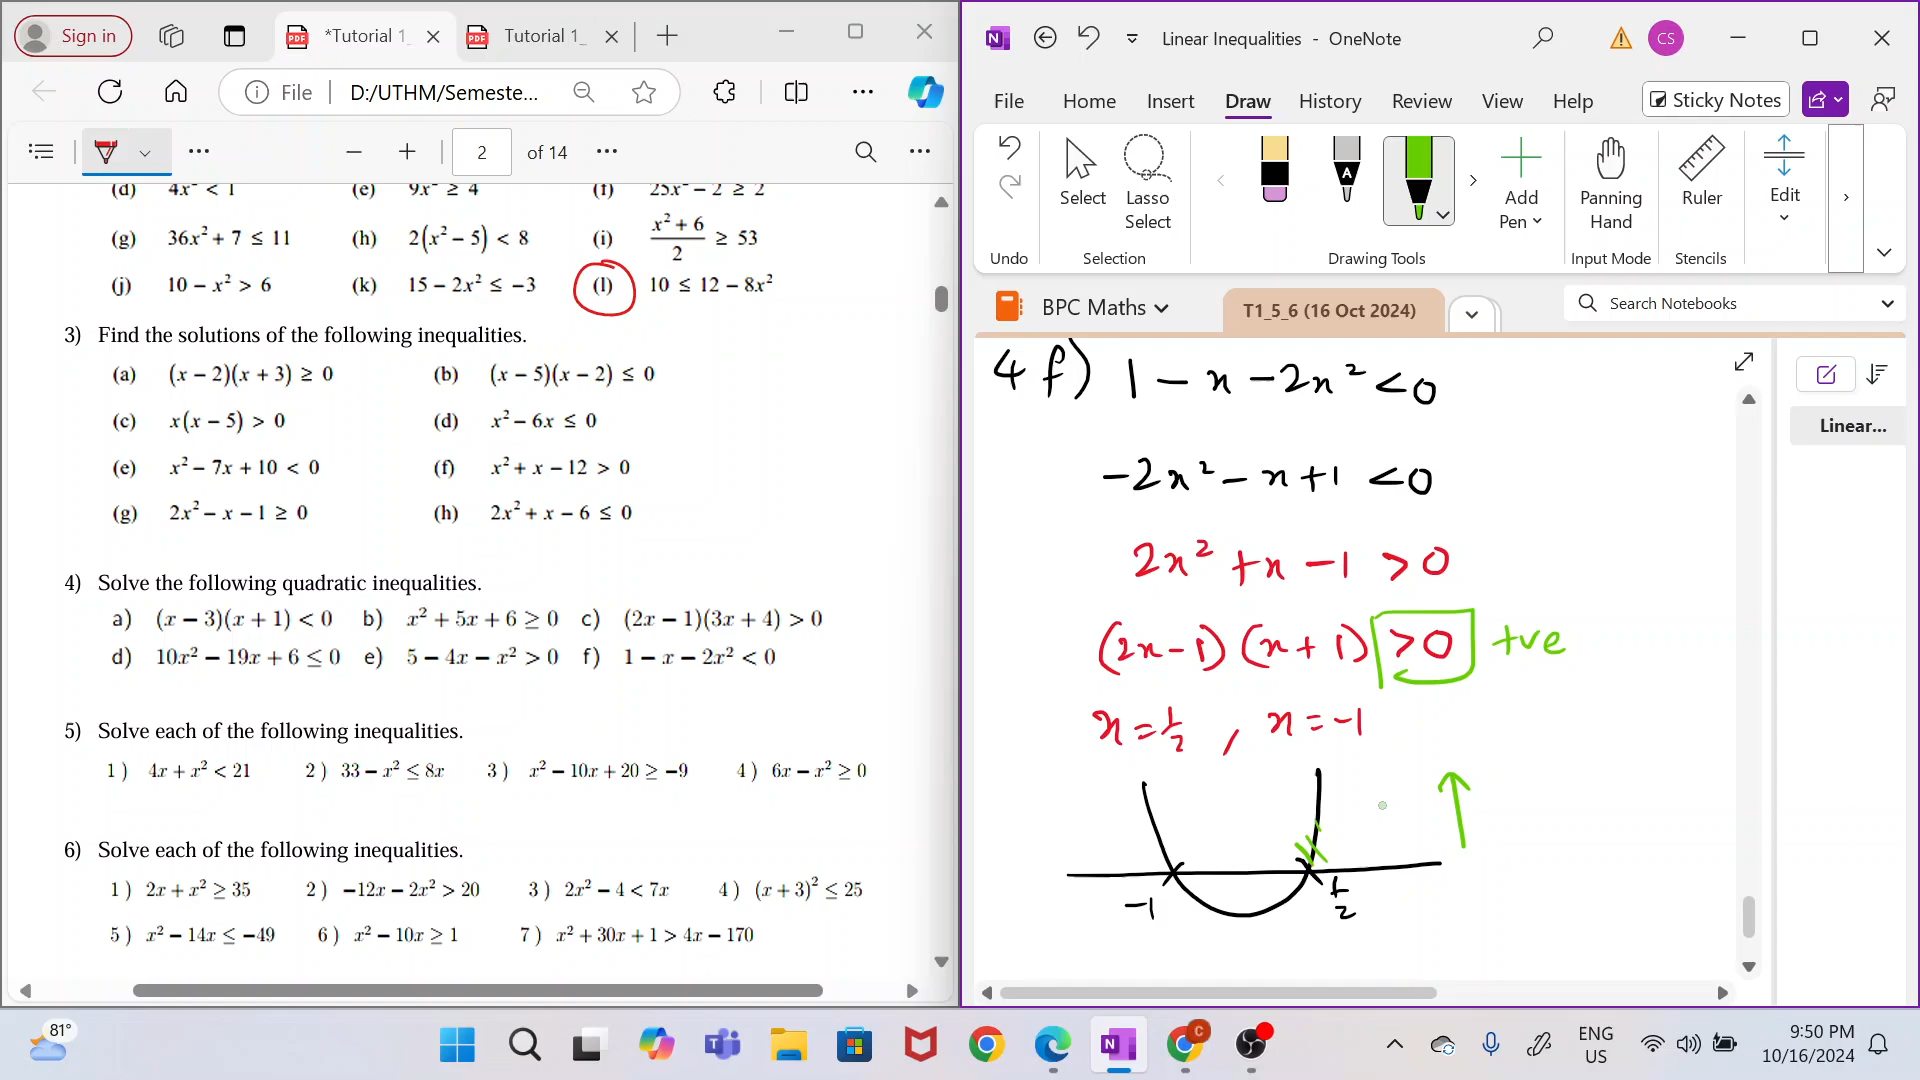 Sign in
*Tutorial 1_
Tutorial 1_
File
D:/UTHM/Semeste...
2 of 14
(d) 4x² < 1 (e) 9x² ≥ 4 (f) 25x² − 2 ≥ 2
(g) 36x² + 7 ≤ 11 (h) 2(x² − 5) < 8 (i) (x² + 6)/2 ≥ 53
(j) 10 − x² > 6 (k) 15 − 2x² ≤ −3 (l) 10 ≤ 12 − 8x²
3) Find the solutions of the following inequalities.
(a) (x − 2)(x + 3) ≥ 0 (b) (x − 5)(x − 2) ≤ 0
(c) x(x − 5) > 0 (d) x² − 6x ≤ 0
(e) x² − 7x + 10 < 0 (f) x² + x − 12 > 0
(g) 2x² − x − 1 ≥ 0 (h) 2x² + x − 6 ≤ 0
4) Solve the following quadratic inequalities.
a) (x − 3)(x + 1) < 0 b) x² + 5x + 6 ≥ 0 c) (2x − 1)(3x + 4) > 0
d) 10x² − 19x + 6 ≤ 0 e) 5 − 4x − x² > 0 f) 1 − x − 2x² < 0
5) Solve each of the following inequalities.
1) 4x + x² < 21 2) 33 − x² ≤ 8x 3) x² − 10x + 20 ≥ −9 4) 6x − x² ≥ 0
6) Solve each of the following inequalities.
1) 2x + x² ≥ 35 2) −12x − 2x² > 20 3) 2x² − 4 < 7x 4) (x + 3)² ≤ 25
5) x² − 14x ≤ −49 6) x² − 10x ≥ 1 7) x² + 30x + 1 > 4x − 170
Linear Inequalities - OneNote
CS
File Home Insert Draw History Review View Help
Sticky Notes
Select
Lasso Select
A
Add Pen
Panning Hand
Ruler
Edit
Undo
Selection
Drawing Tools
Input Mode
Stencils
BPC Maths
T1_5_6 (16 Oct 2024)
Search Notebooks
Linear...
4 f) 1 − x − 2x² < 0
−2x² − x + 1 < 0
2x² + x − 1 > 0
(2x − 1) (x + 1) > 0 +ve
x = 1/2 , x = −1
−1 1/2
81°
ENG
US
9:50 PM
10/16/2024